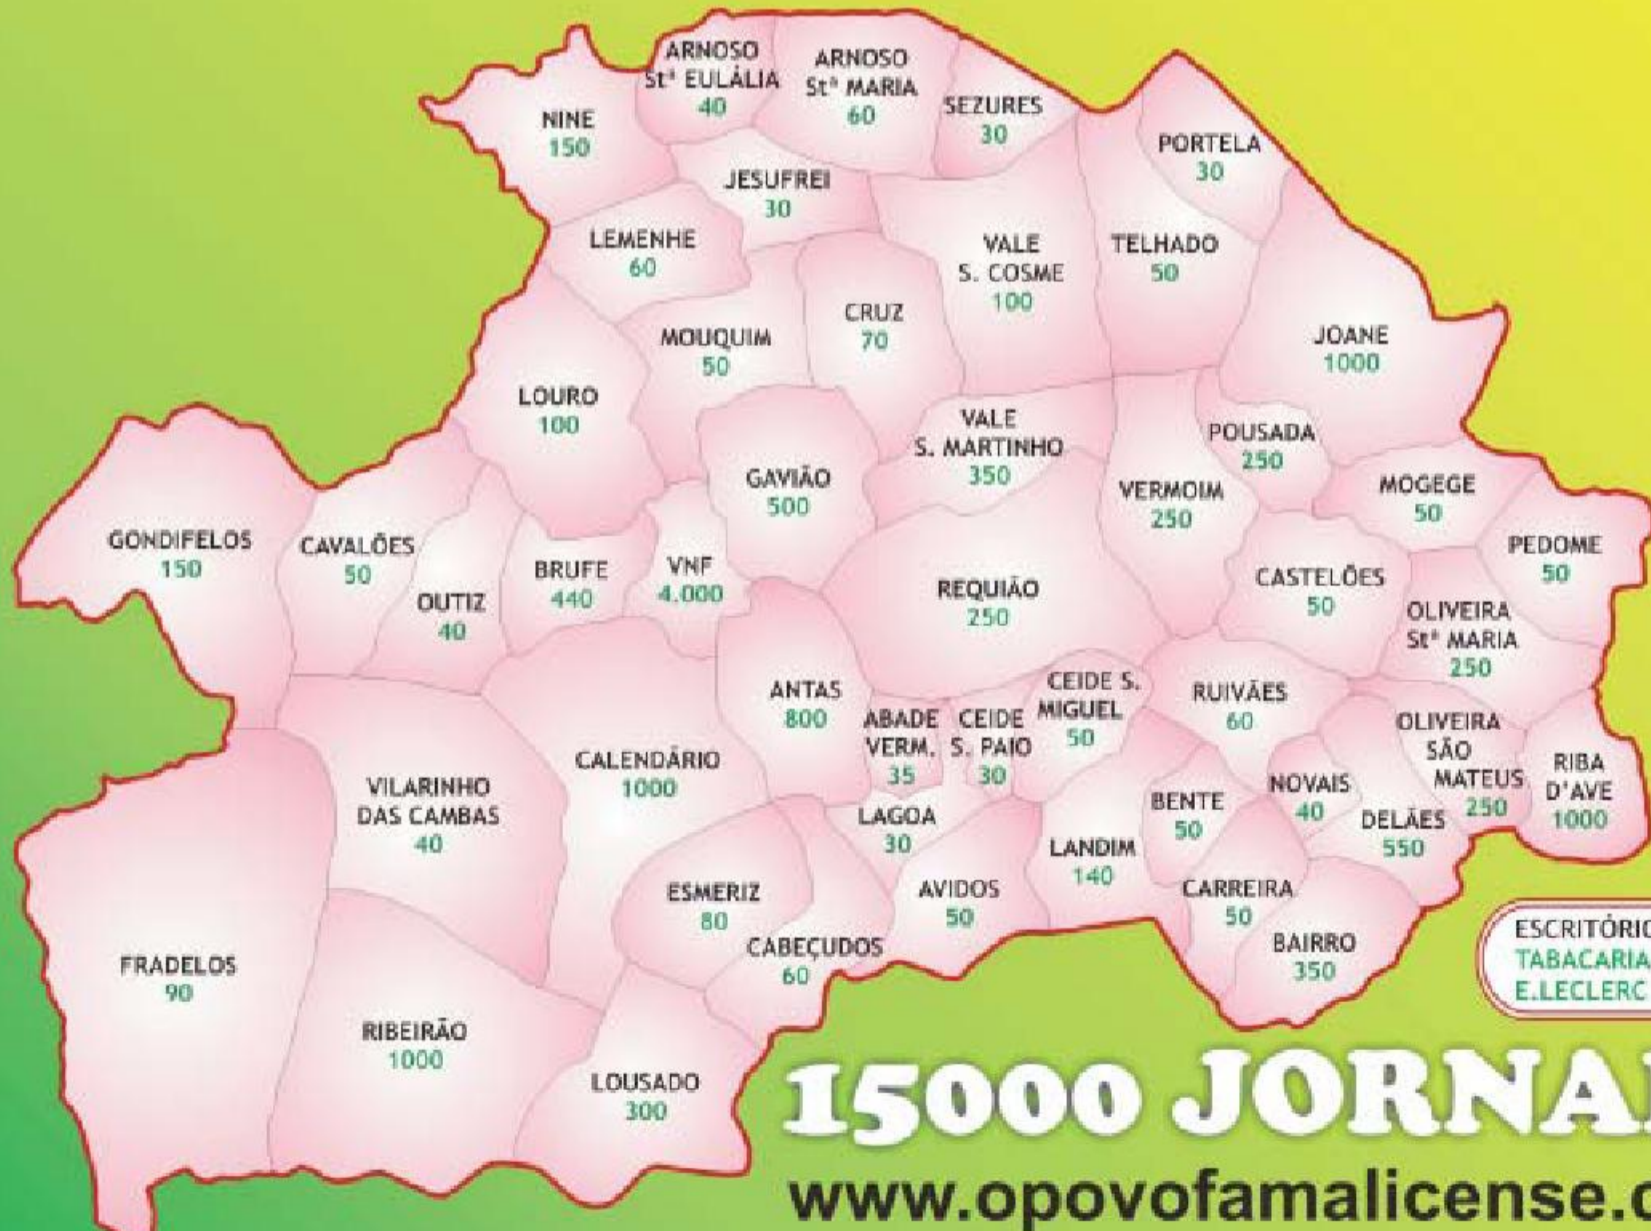 ARNOSO
Stª EULÁLIA
40
ARNOSO
Stª MARIA
60
SEZURES
30
NINE
150
PORTELA
30
JESUFREI
30
LEMENHE
60
VALE
S. COSME
100
TELHADO
50
CRUZ
70
MOUQUIM
50
JOANE
1000
LOURO
100
VALE
S. MARTINHO
350
POUSADA
250
GAVIÃO
500
VERMOIM
250
MOGEGE
50
GONDIFELOS
150
CAVALÕES
50
OUTIZ
40
BRUFE
440
VNF
4.000
REQUIÃO
250
CASTELÕES
50
PEDOME
50
OLIVEIRA
Stª MARIA
250
ANTAS
800
ABADE
VERM.
35
CEIDE
S. PAIO
30
CEIDE S.
MIGUEL
50
RUIVÃES
60
OLIVEIRA
SÃO
MATEUS
250
RIBA
D'AVE
1000
VILARINHO
DAS CAMBAS
40
CALENDÁRIO
1000
LAGOA
30
BENTE
50
NOVAIS
40
DELÃES
550
LANDIM
140
ESMERIZ
80
AVIDOS
50
CARREIRA
50
CABEÇUDOS
60
BAIRRO
350
FRADELOS
90
RIBEIRÃO
1000
LOUSADO
300
ESCRITÓRIO
TABACARIA
E.LECLERC
15000 JORNA
www.opovofamalicense.c